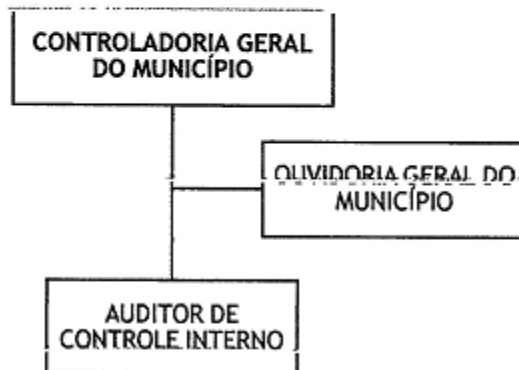 CONTROLADORIA GERAL
DO MUNICÍPIO
OUVIDORIA GERAL DO
MUNICÍPIO
AUDITOR DE
CONTROLE INTERNO